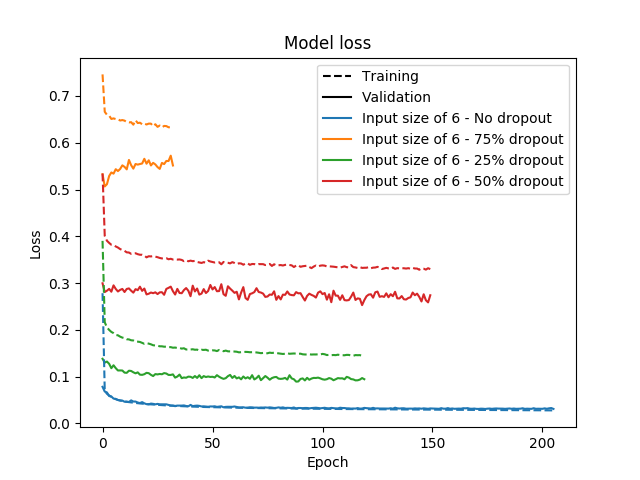 Model loss
Training
Validation
Input size of 6 - No dropout
Input size of 6 - 75% dropout
Input size of 6 - 25% dropout
Input size of 6 - 50% dropout
Loss
0.7
0.6
0.5
0.4
0.3
0.2
0.1
0.0
0 50 100 150 200
Epoch